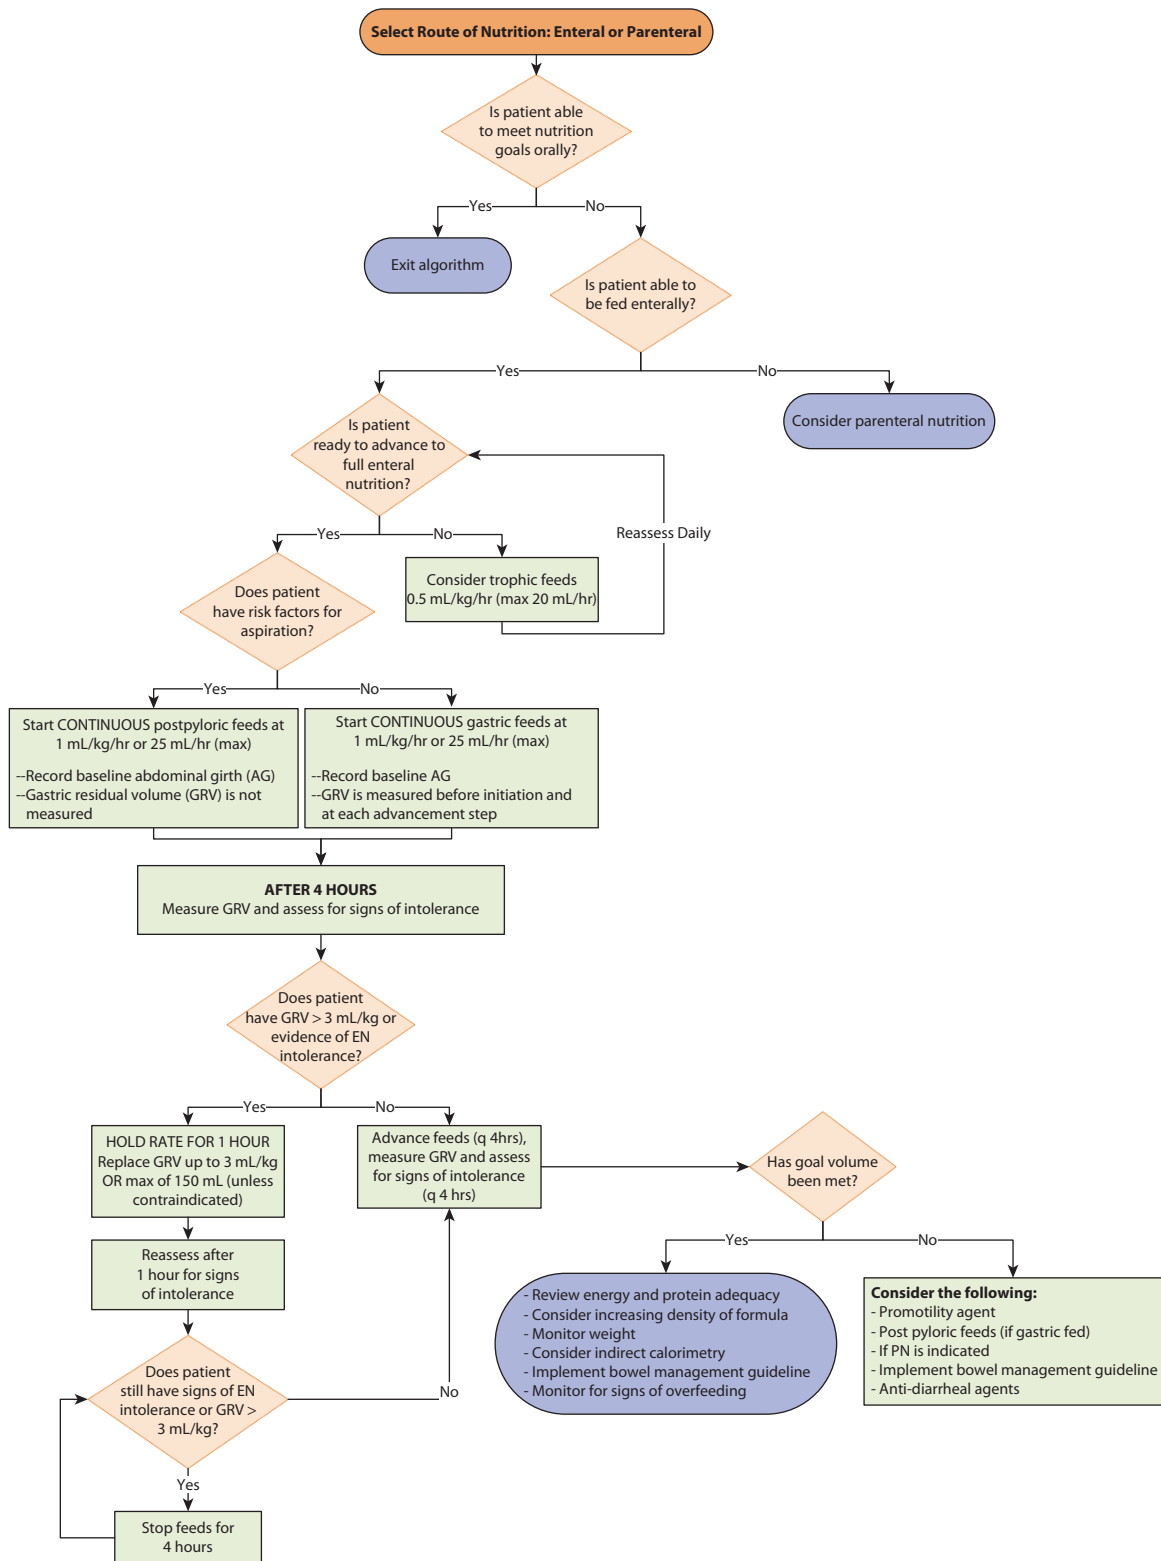 Select Route of Nutrition: Enteral or Parenteral
Is patient able
to meet nutrition
goals orally?
Yes
No
Exit algorithm
Is patient able to
be fed enterally?
Yes
No
Consider parenteral nutrition
Is patient
ready to advance to
full enteral
nutrition?
Yes
No
Reassess Daily
Consider trophic feeds
0.5 mL/kg/hr (max 20 mL/hr)
Does patient
have risk factors for
aspiration?
Yes
No
Start CONTINUOUS postpyloric feeds at
1 mL/kg/hr or 25 mL/hr (max)
--Record baseline abdominal girth (AG)
--Gastric residual volume (GRV) is not
measured
Start CONTINUOUS gastric feeds at
1 mL/kg/hr or 25 mL/hr (max)
--Record baseline AG
--GRV is measured before initiation and
at each advancement step
AFTER 4 HOURS
Measure GRV and assess for signs of intolerance
Does patient
have GRV > 3 mL/kg or
evidence of EN
intolerance?
Yes
No
HOLD RATE FOR 1 HOUR
Replace GRV up to 3 mL/kg
OR max of 150 mL (unless
contraindicated)
Advance feeds (q 4hrs),
measure GRV and assess
for signs of intolerance
(q 4 hrs)
Has goal volume
been met?
Yes
No
Reassess after
1 hour for signs
of intolerance
- Review energy and protein adequacy
- Consider increasing density of formula
- Monitor weight
- Consider indirect calorimetry
- Implement bowel management guideline
- Monitor for signs of overfeeding
Consider the following:
- Promotility agent
- Post pyloric feeds (if gastric fed)
- If PN is indicated
- Implement bowel management guideline
- Anti-diarrheal agents
Does patient
still have signs of EN
intolerance or GRV >
3 mL/kg?
No
Yes
Stop feeds for
4 hours